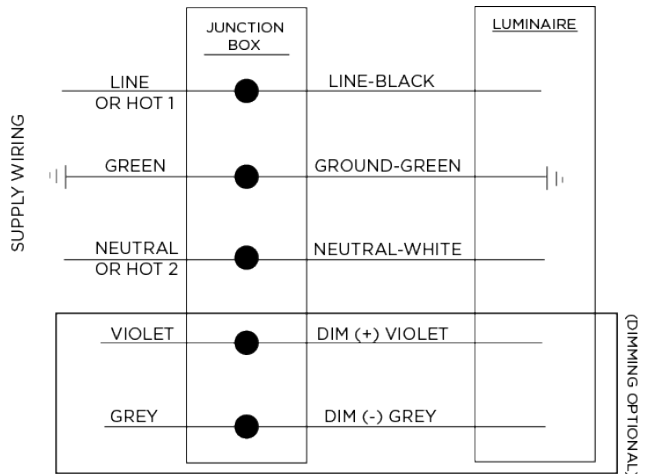 JUNCTION
BOX
LUMINAIRE
SUPPLY WIRING
LINE
OR HOT 1
LINE-BLACK
GREEN
GROUND-GREEN
NEUTRAL
OR HOT 2
NEUTRAL-WHITE
VIOLET
DIM (+) VIOLET
GREY
DIM (-) GREY
(DIMMING OPTIONAL)